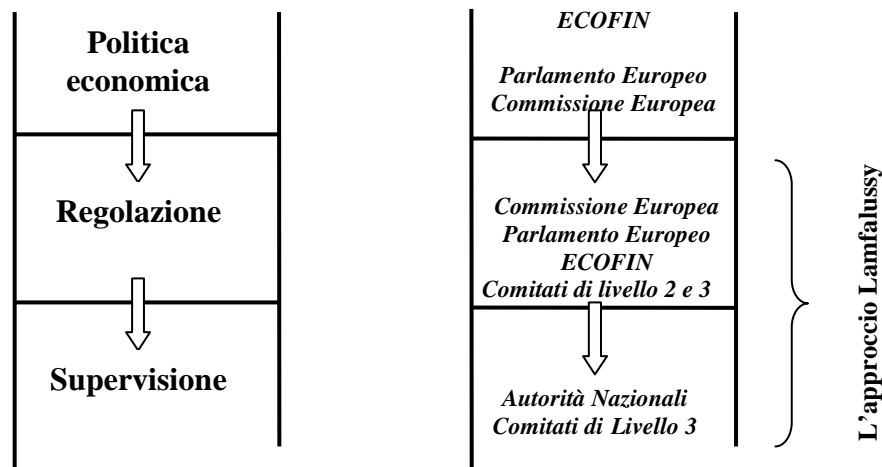 Politica
economica
Regolazione
Supervisione
ECOFIN
Parlamento Europeo
Commissione Europea
Commissione Europea
Parlamento Europeo
ECOFIN
Comitati di livello 2 e 3
Autorità Nazionali
Comitati di Livello 3
L'approccio Lamfalussy